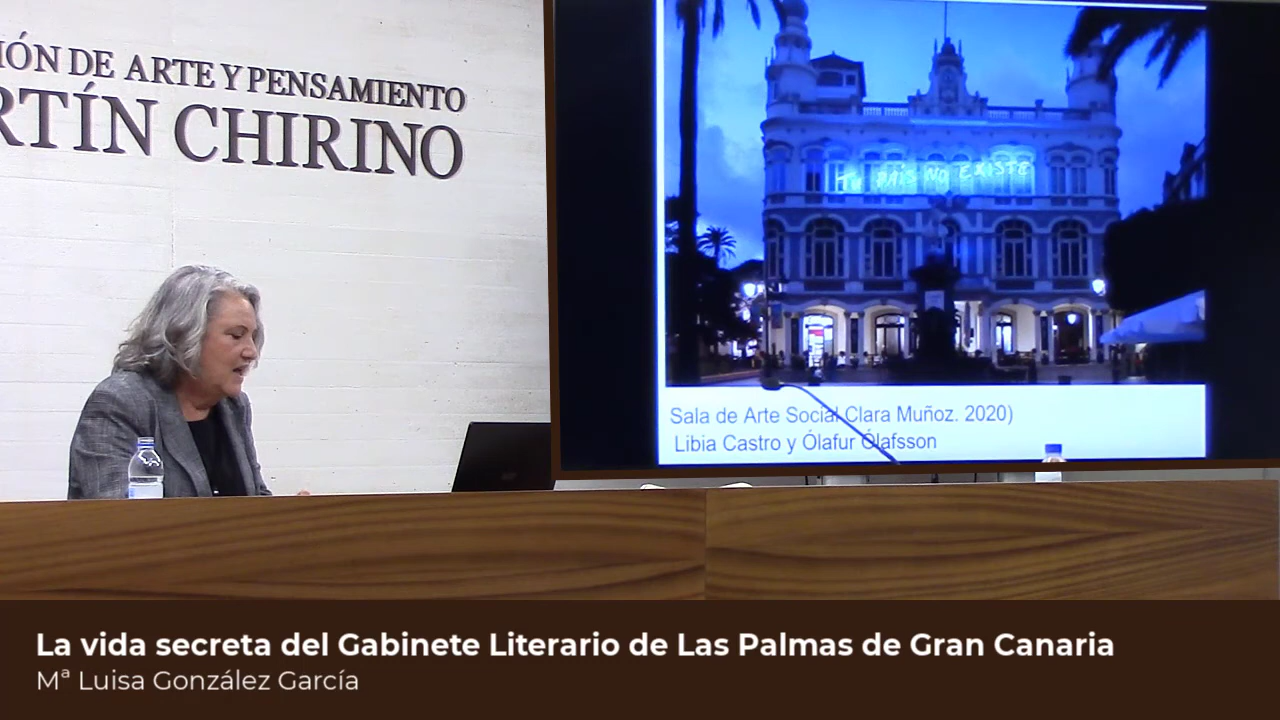 IÓN DE ARTE Y PENSAMIENTO
RTÍN CHIRINO
TU PAÍS NO EXISTE
Sala de Arte Social Clara Muñoz. 2020)
Libia Castro y Ólafur Ólafsson
La vida secreta del Gabinete Literario de Las Palmas de Gran Canaria
Mª Luisa González García